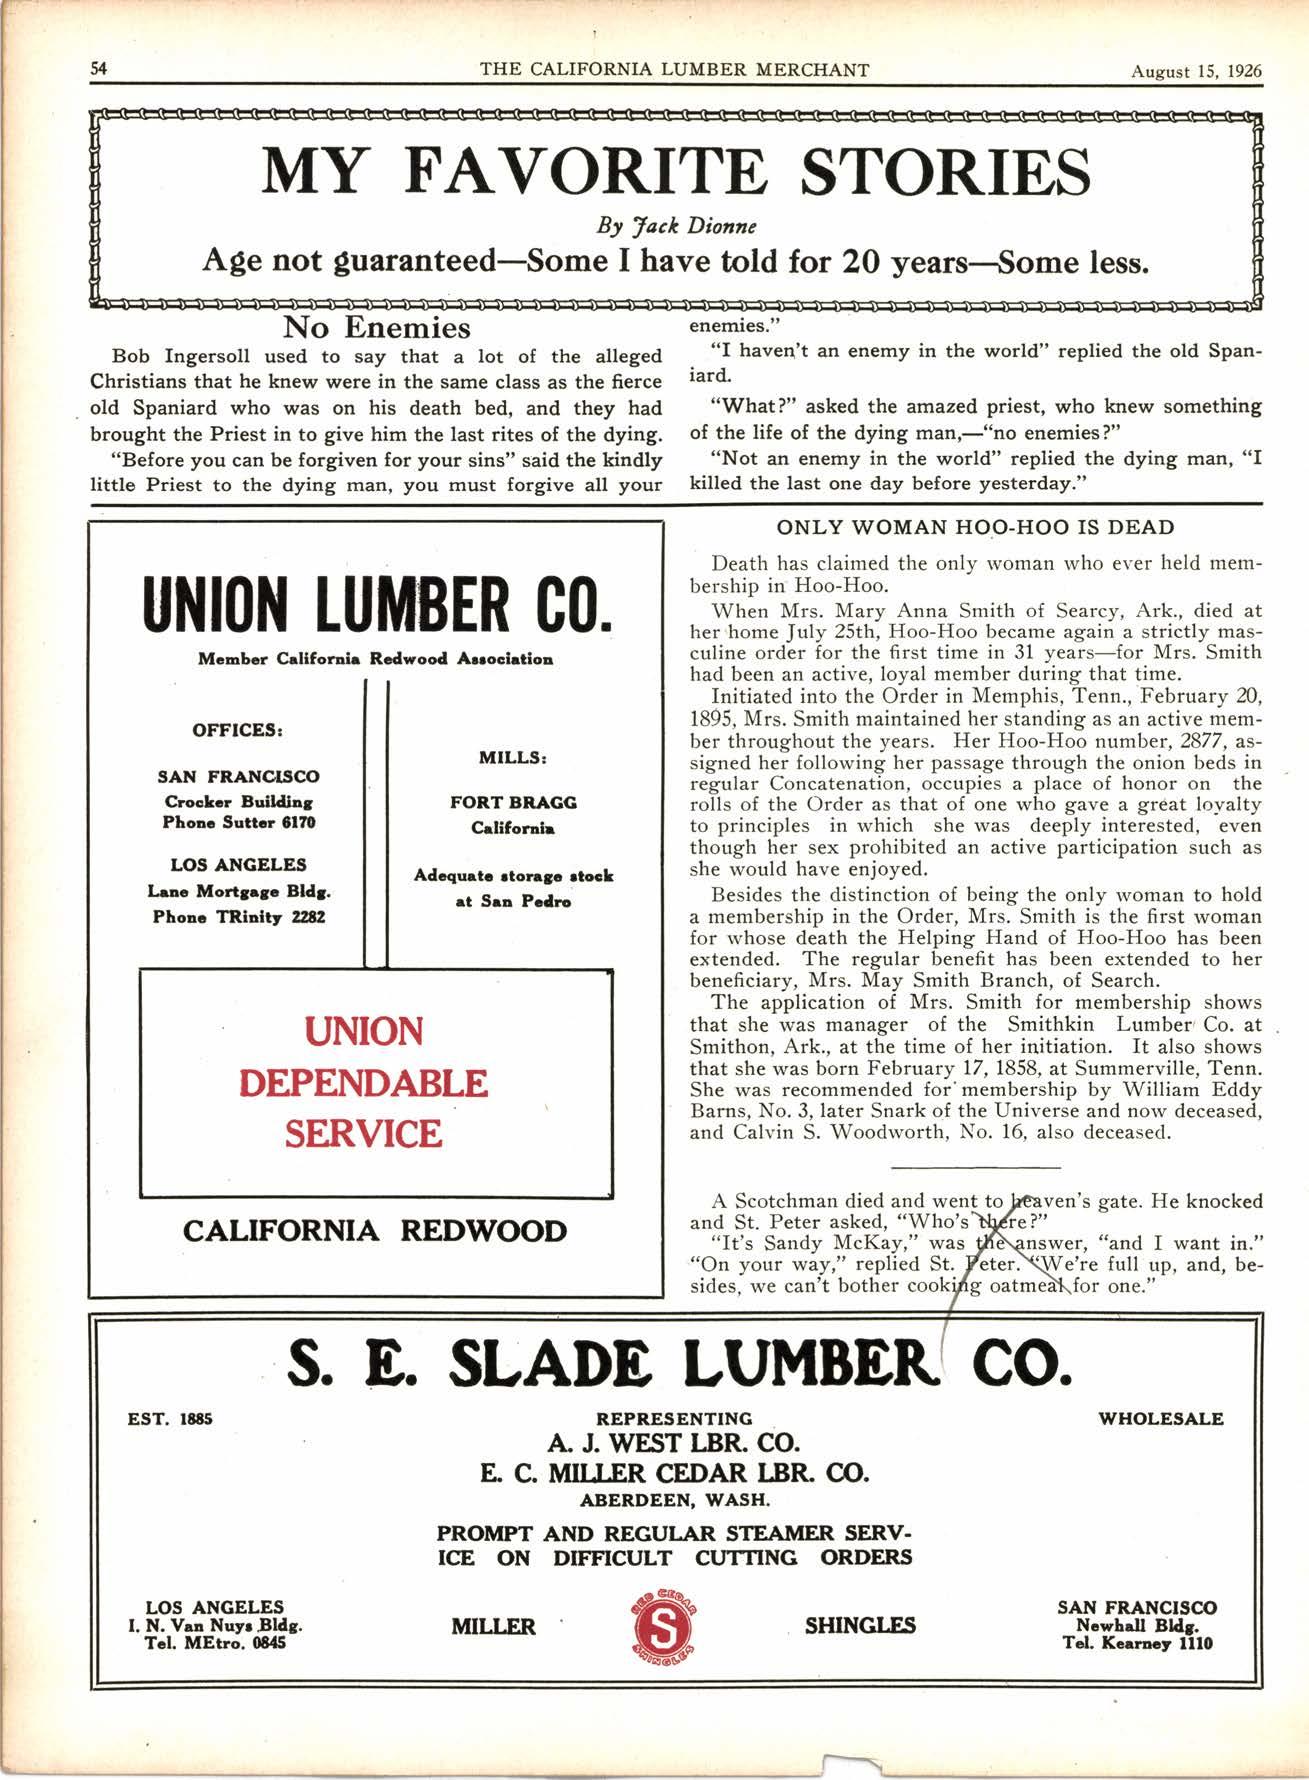 54
THE CALIFORNIA LUMBER MERCHANT
August 15, 1926
MY FAVORITE STORIES
By Jack Dionne
Age not guaranteed—Some I have told for 20 years—Some less.
No Enemies
Bob Ingersoll used to say that a lot of the alleged
Christians that he knew were in the same class as the fierce
old Spaniard who was on his death bed, and they had
brought the Priest in to give him the last rites of the dying.
“Before you can be forgiven for your sins” said the kindly
little Priest to the dying man, you must forgive all your
enemies.”
“I haven’t an enemy in the world” replied the old Span-
iard.
“What?” asked the amazed priest, who knew something
of the life of the dying man,—“no enemies?”
“Not an enemy in the world” replied the dying man, “I
killed the last one day before yesterday.”
UNION LUMBER CO.
Member California Redwood Association
OFFICES:
SAN FRANCISCO
Crocker Building
Phone Sutter 6170
LOS ANGELES
Lane Mortgage Bldg.
Phone TRinity 2282
MILLS:
FORT BRAGG
California
Adequate storage stock
at San Pedro
UNION
DEPENDABLE
SERVICE
CALIFORNIA REDWOOD
ONLY WOMAN HOO-HOO IS DEAD
Death has claimed the only woman who ever held mem-
bership in Hoo-Hoo.
When Mrs. Mary Anna Smith of Searcy, Ark., died at
her home July 25th, Hoo-Hoo became again a strictly mas-
culine order for the first time in 31 years—for Mrs. Smith
had been an active, loyal member during that time.
Initiated into the Order in Memphis, Tenn., February 20,
1895, Mrs. Smith maintained her standing as an active mem-
ber throughout the years. Her Hoo-Hoo number, 2877, as-
signed her following her passage through the onion beds in
regular Concatenation, occupies a place of honor on the
rolls of the Order as that of one who gave a great loyalty
to principles in which she was deeply interested, even
though her sex prohibited an active participation such as
she would have enjoyed.
Besides the distinction of being the only woman to hold
a membership in the Order, Mrs. Smith is the first woman
for whose death the Helping Hand of Hoo-Hoo has been
extended. The regular benefit has been extended to her
beneficiary, Mrs. May Smith Branch, of Search.
The application of Mrs. Smith for membership shows
that she was manager of the Smithkin Lumber Co. at
Smithon, Ark., at the time of her initiation. It also shows
that she was born February 17, 1858, at Summerville, Tenn.
She was recommended for membership by William Eddy
Barns, No. 3, later Snark of the Universe and now deceased,
and Calvin S. Woodworth, No. 16, also deceased.
A Scotchman died and went to heaven’s gate. He knocked
and St. Peter asked, “Who’s there?”
“It’s Sandy McKay,” was the answer, “and I want in.”
“On your way,” replied St. Peter. “We’re full up, and, be-
sides, we can’t bother cooking oatmeal for one.”
S. E. SLADE LUMBER CO.
EST. 1885
REPRESENTING
WHOLESALE
A. J. WEST LBR. CO.
E. C. MILLER CEDAR LBR. CO.
ABERDEEN, WASH.
PROMPT AND REGULAR STEAMER SERV-
ICE ON DIFFICULT CUTTING ORDERS
LOS ANGELES
I. N. Van Nuys Bldg.
Tel. MEtro. 0845
MILLER
RED CEDAR
S
SHINGLES
SHINGLES
SAN FRANCISCO
Newhall Bldg.
Tel. Kearney 1110